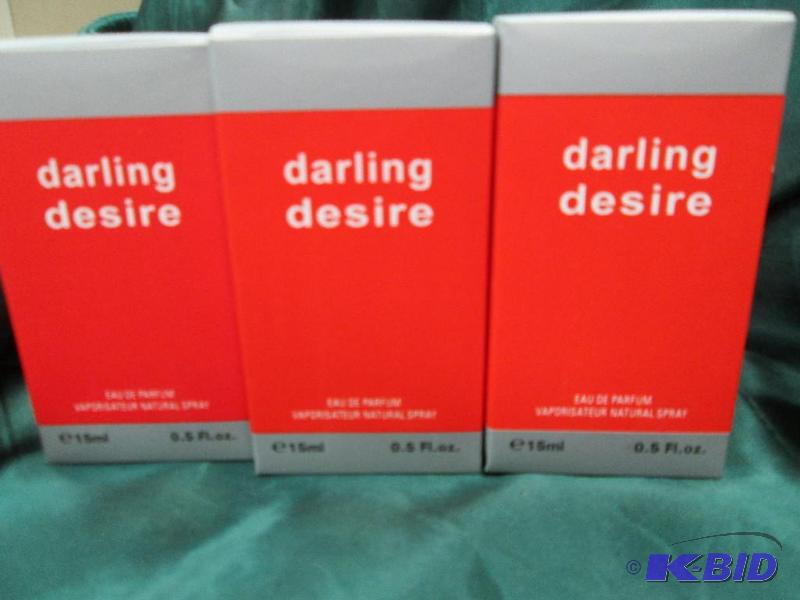 darling
desire
EAU DE PARFUM
VAPORISATEUR NATURAL SPRAY
℮15ml 0.5 Fl.oz.
darling
desire
EAU DE PARFUM
VAPORISATEUR NATURAL SPRAY
℮15ml 0.5 Fl.oz.
darling
desire
EAU DE PARFUM
VAPORISATEUR NATURAL SPRAY
℮15ml 0.5 Fl.oz.
© K-BID